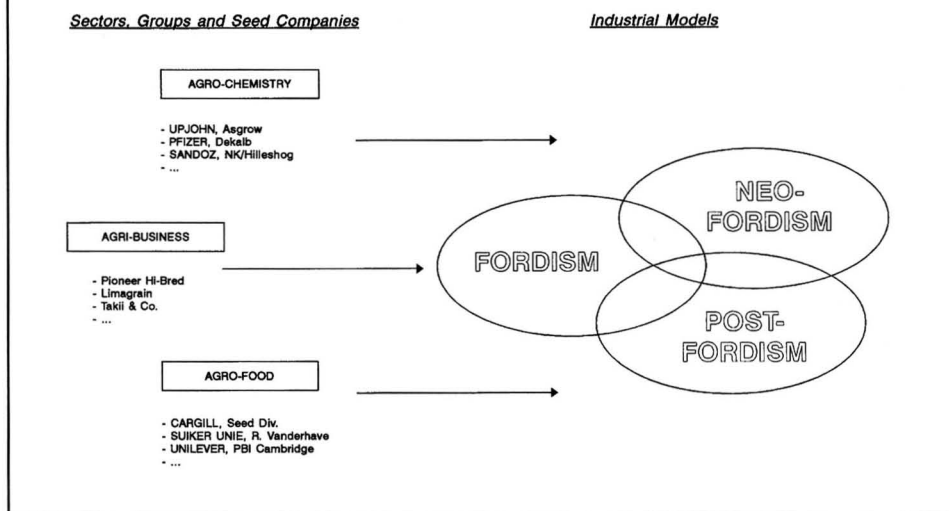 Sectors, Groups and Seed Companies
Industrial Models
AGRO-CHEMISTRY
- UPJOHN, Asgrow
- PFIZER, Dekalb
- SANDOZ, NK/Hilleshog
- ...
AGRI-BUSINESS
- Pioneer Hi-Bred
- Limagrain
- Takii & Co.
- ...
AGRO-FOOD
- CARGILL, Seed Div.
- SUIKER UNIE, R. Vanderhave
- UNILEVER, PBI Cambridge
- ...
FORDISM
NEO-
FORDISM
POST-
FORDISM